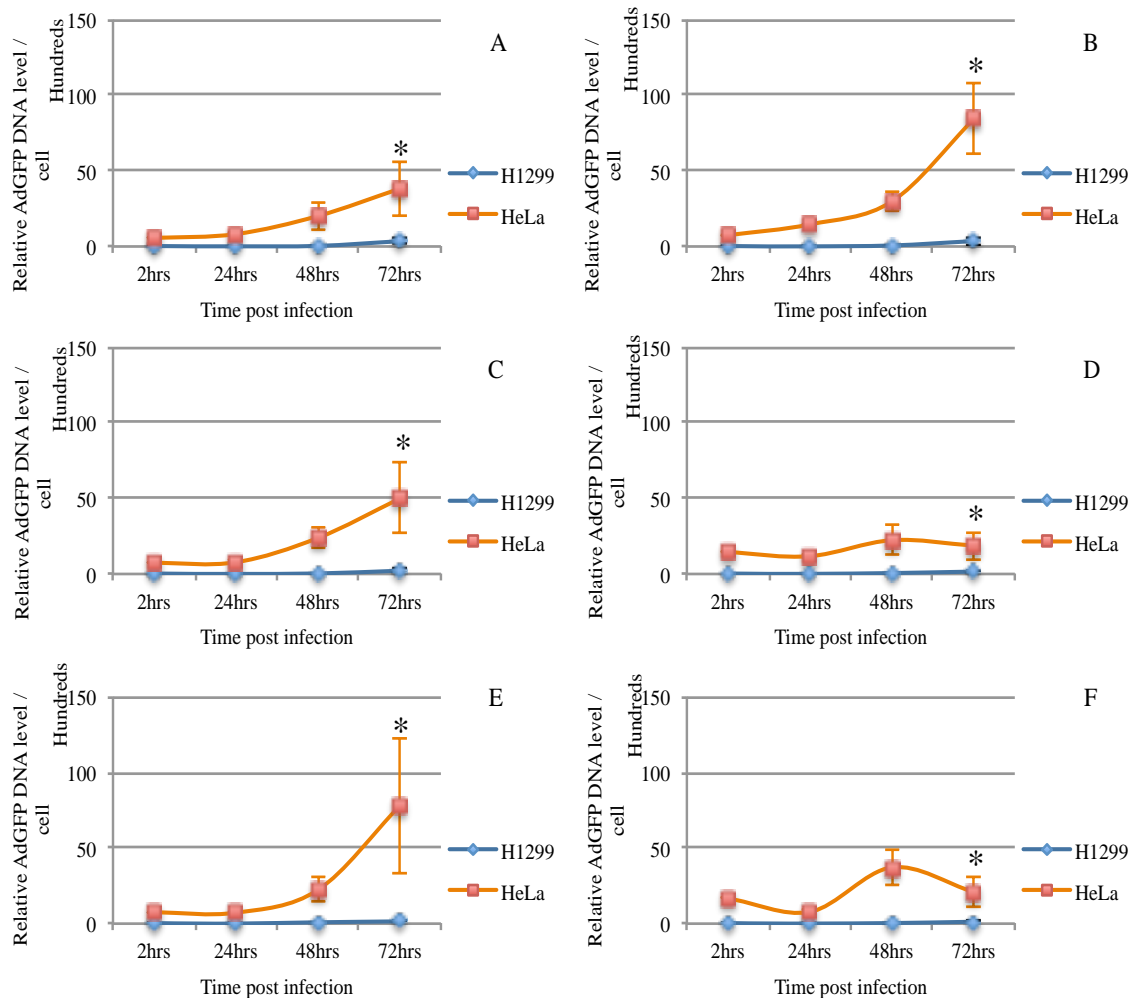 Relative AdGFP DNA level /
cell
Hundreds
150
100
50
0
A
*
H1299
HeLa
2hrs 24hrs 48hrs 72hrs
Time post infection
Relative AdGFP DNA level /
cell
Hundreds
150
100
50
0
B
*
H1299
HeLa
2hrs 24hrs 48hrs 72hrs
Time post infection
Relative AdGFP DNA level /
cell
Hundreds
150
100
50
0
C
*
H1299
HeLa
2hrs 24hrs 48hrs 72hrs
Time post infection
Relative AdGFP DNA level /
cell
Hundreds
150
100
50
0
D
*
H1299
HeLa
2hrs 24hrs 48hrs 72hrs
Time post infection
Relative AdGFP DNA level /
cell
Hundreds
150
100
50
0
E
*
H1299
HeLa
2hrs 24hrs 48hrs 72hrs
Time post infection
Relative AdGFP DNA level /
cell
Hundreds
150
100
50
0
F
*
H1299
HeLa
2hrs 24hrs 48hrs 72hrs
Time post infection